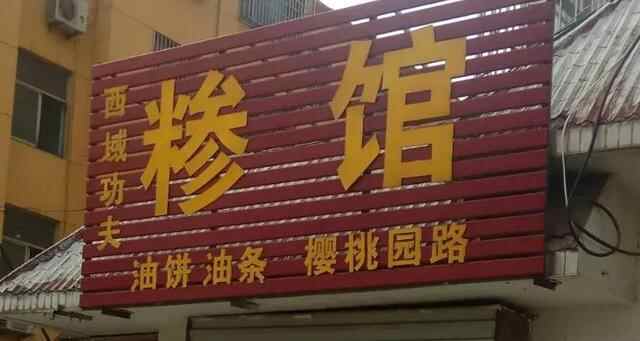 西域功夫
糁馆
油饼 油条 樱桃园路